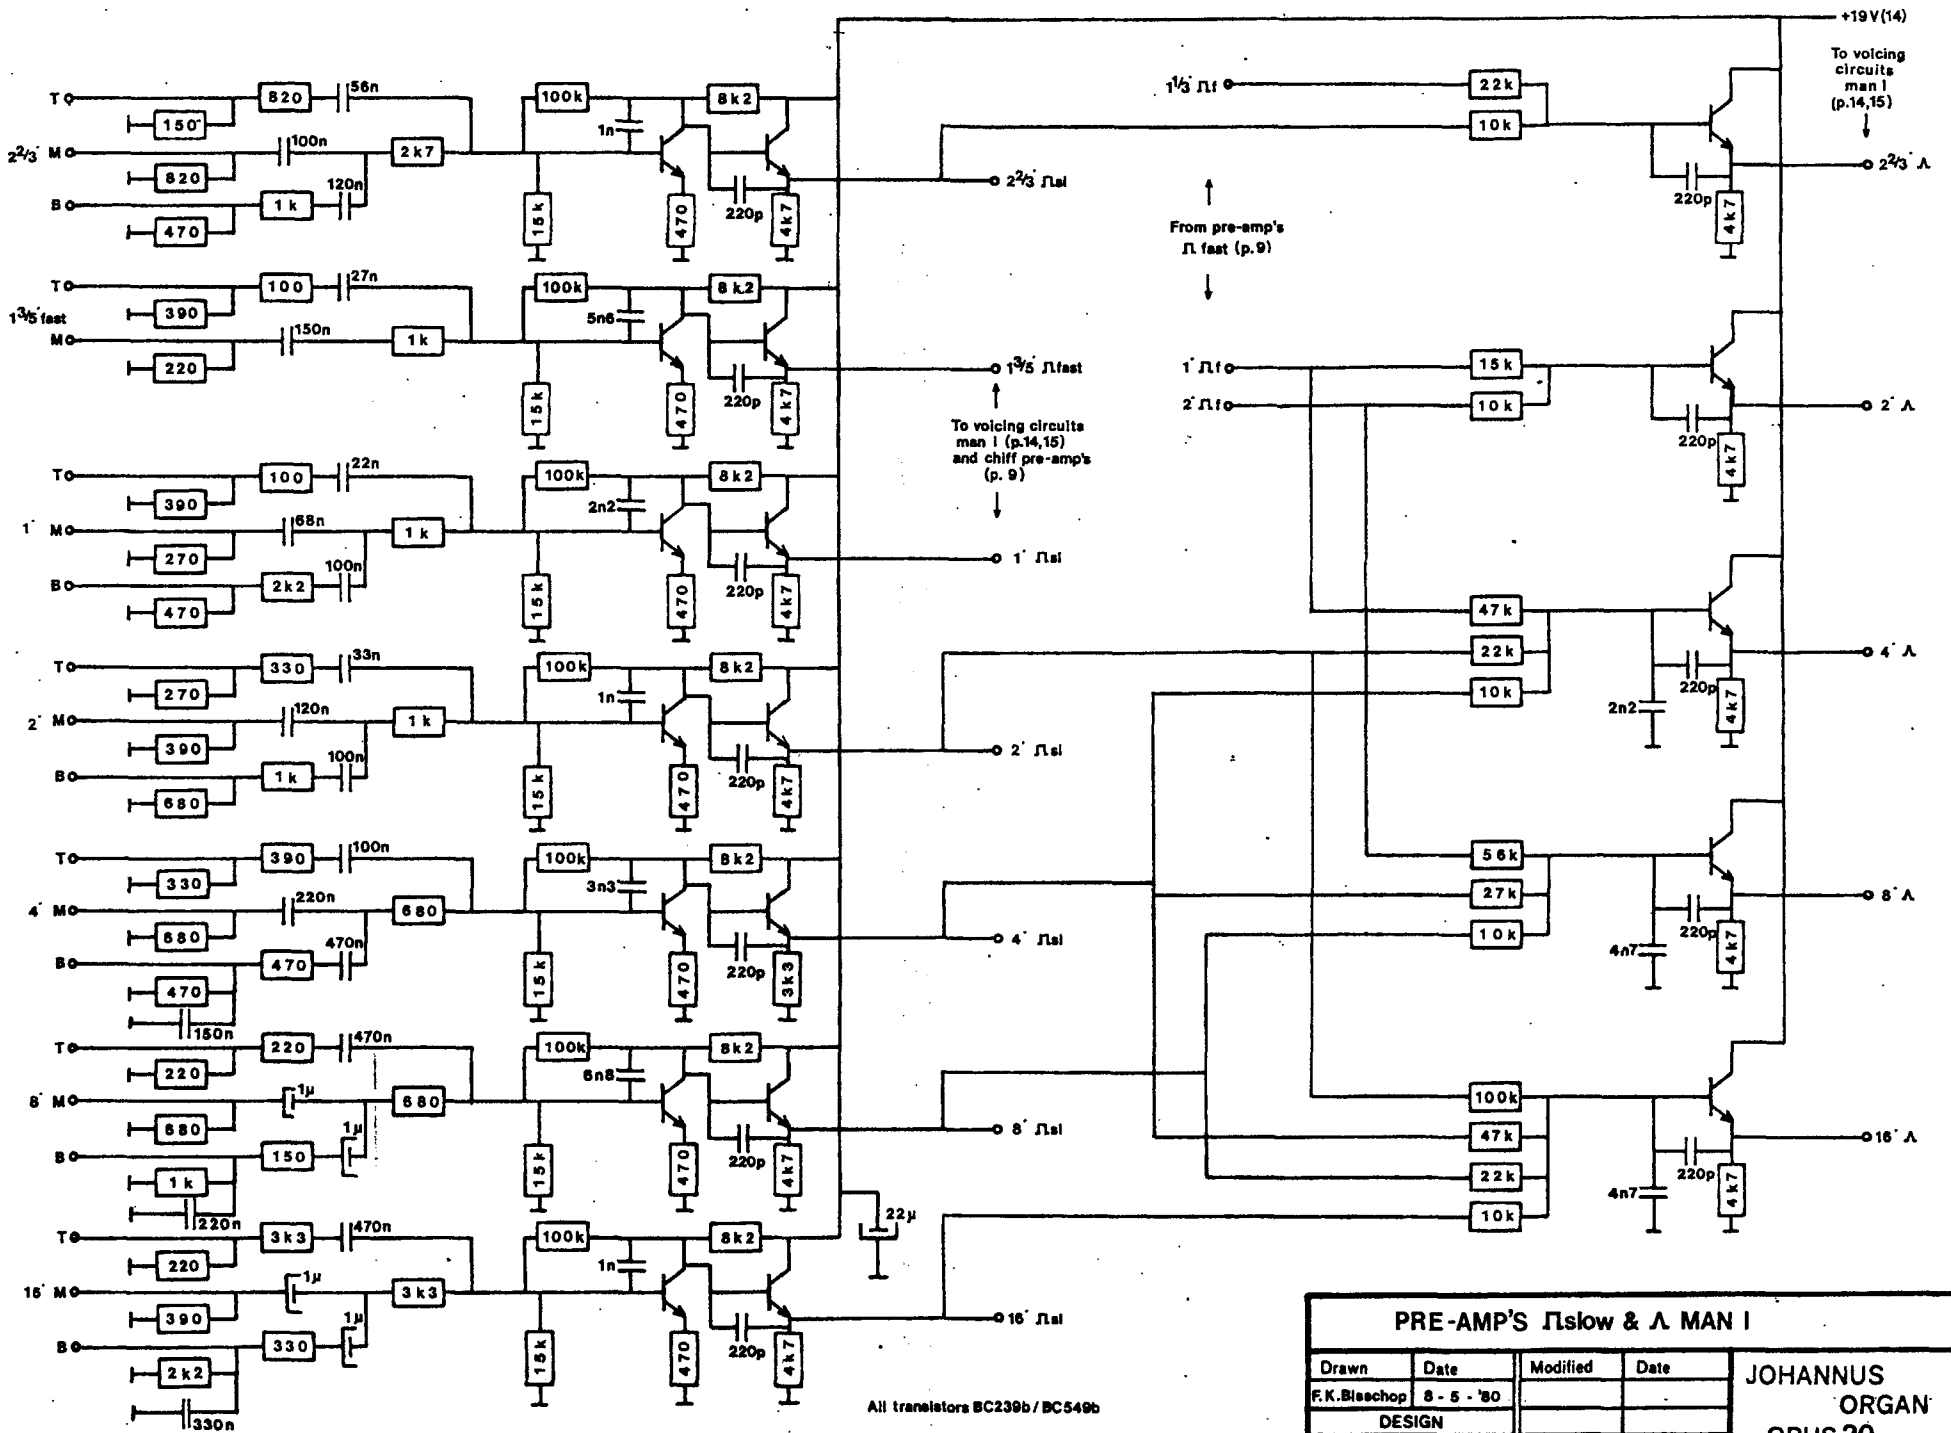 +19V(14)
To voicing
circuits
man I
(p.14,15)
T 820 56n 100k 8k2
150
1n
2⅔' M 100n 2k7
820
B 1k 120n
470
15k 470 220p 4k7
2⅔' ⎍sl
1⅓' ⎍f 22k
10k
220p 4k7
2⅔' Λ
From pre-amp's
⎍ fast (p.9)
T 100 27n 100k 8k2
390
5n6
1⅗' fast
M 150n 1k
220
15k 470 220p 4k7
1⅗' ⎍fast
To voicing circuits
man I (p.14,15)
and chiff pre-amp's
(p. 9)
1' ⎍f 15k
2' ⎍f 10k
220p 4k7
2' Λ
T 100 22n 100k 8k2
390
2n2
1' M 68n 1k
270
B 2k2 100n
470
15k 470 220p 4k7
1' ⎍sl
47k
22k
10k
2n2 220p 4k7
4' Λ
T 330 33n 100k 8k2
270
1n
2' M 120n 1k
390
B 1k 100n
680
15k 470 220p 4k7
2' ⎍sl
56k
27k
10k
4n7 220p 4k7
8' Λ
T 390 100n 100k 8k2
330
3n3
4' M 220n 680
680
B 470 470n
470
150n
15k 470 220p 3k3
4' ⎍sl
T 220 470n 100k 8k2
220
6n8
8' M 1µ 680
680
B 150 1µ
1k
220n
15k 470 220p 4k7
8' ⎍sl
100k
47k
22k
10k
4n7 220p 4k7
16' Λ
22µ
T 3k3 470n 100k 8k2
220
1n
16' M 1µ 3k3
390
B 330 1µ
2k2
330n
15k 470 220p 4k7
16' ⎍sl
All transistors BC239b/BC549b
PRE-AMP'S ⎍slow & Λ MAN I
Drawn Date Modified Date
F.K.Bisschop 8-5-'80
DESIGN
JOHANNUS
ORGAN
OPUS 20